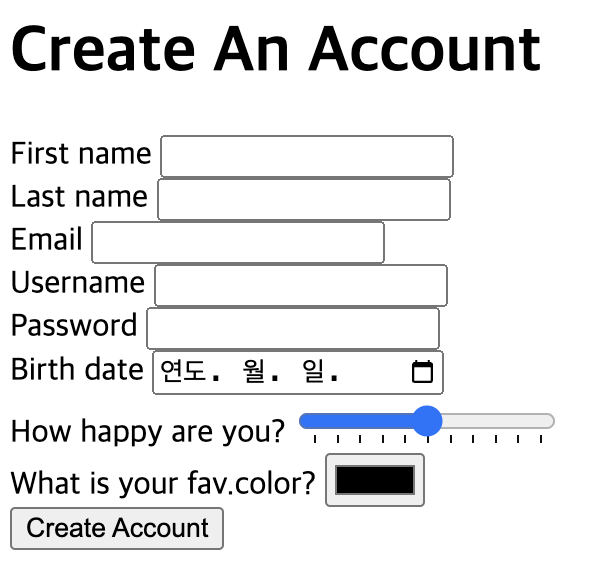 Create An Account
First name
Last name
Email
Username
Password
Birth date 연도. 월. 일.
How happy are you?
What is your fav.color?
Create Account